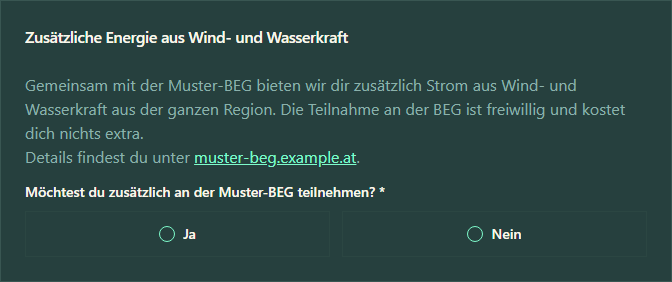 Zusätzliche Energie aus Wind- und Wasserkraft
Gemeinsam mit der Muster-BEG bieten wir dir zusätzlich Strom aus Wind- und
Wasserkraft aus der ganzen Region. Die Teilnahme an der BEG ist freiwillig und kostet
dich nichts extra.
Details findest du unter muster-beg.example.at.
Möchtest du zusätzlich an der Muster-BEG teilnehmen? *
Ja
Nein